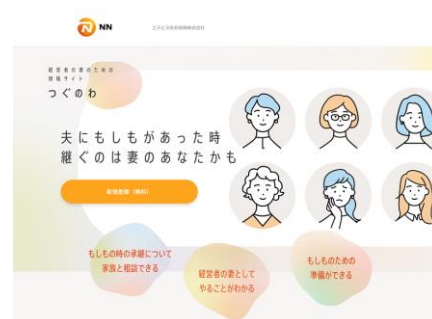 NN
エヌエヌ生命保険株式会社
経営者の妻のための
情報サイト
つぐのわ
夫にもしもがあった時
継ぐのは妻のあなたかも
新規登録（無料）
もしもの時の承継について
家族と相談できる
経営者の妻として
やることがわかる
もしものための
準備ができる